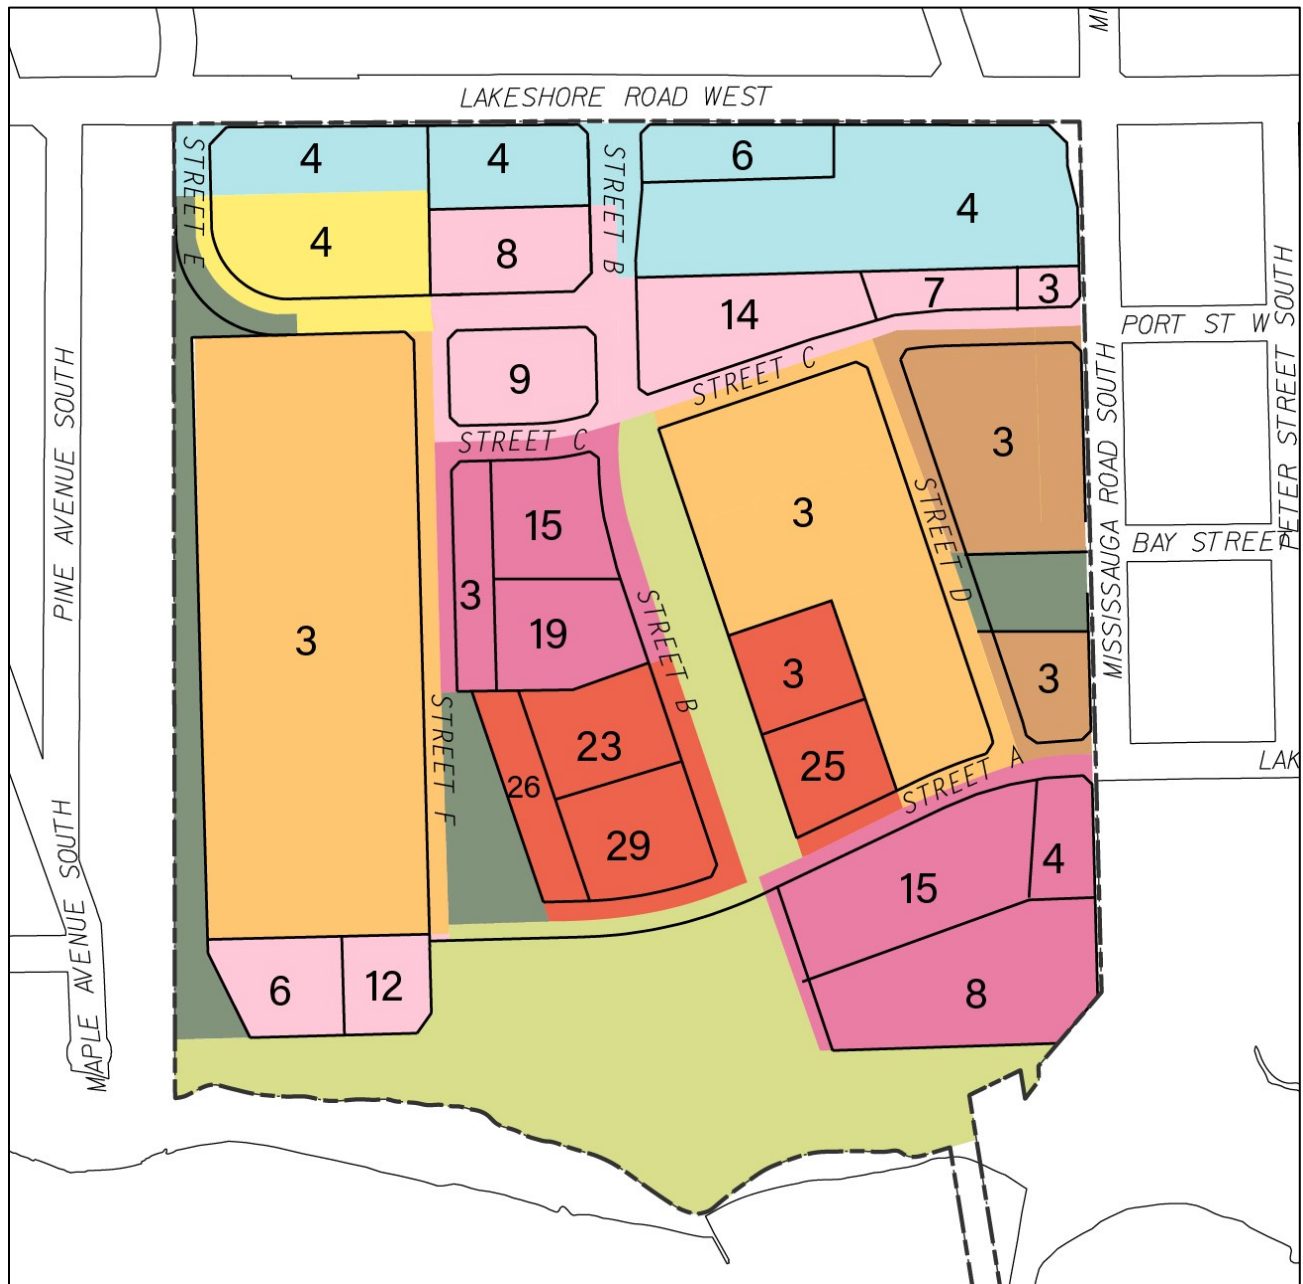 MI
LAKESHORE ROAD WEST
STREET E
4
4
STREET B
6
4
4
8
14
7
3
PORT ST W
PETER STREET SOUTH
9
STREET C
STREET C
PINE AVENUE SOUTH
MISSISSAUGA ROAD SOUTH
3
3
15
STREET D
BAY STREET
3
3
19
STREET B
3
3
STREET F
23
25
26
29
STREET A
LAK
MAPLE AVENUE SOUTH
15
4
6
12
8